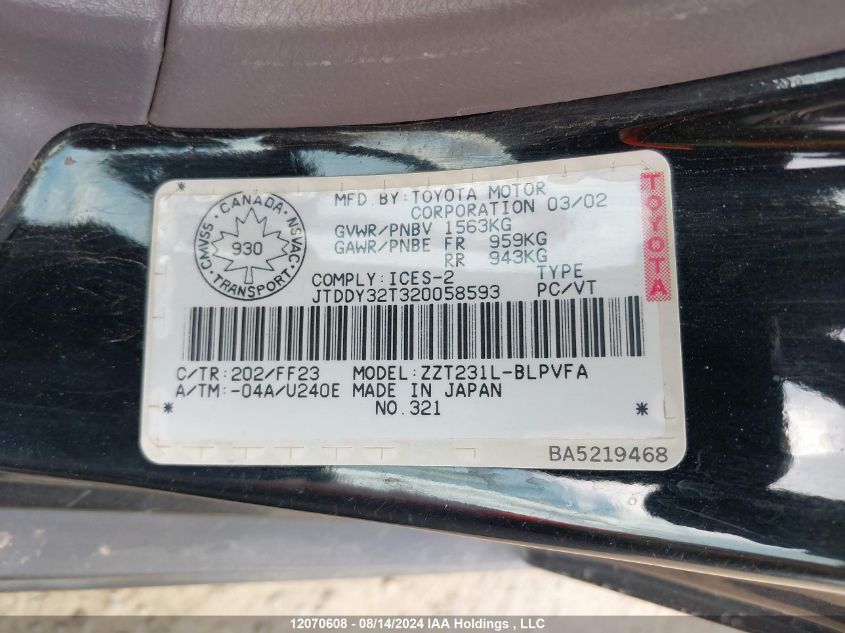 CANADA
CMVSS NSVAC
930
TRANSPORT
MFD.BY:TOYOTA MOTOR
CORPORATION 03/02
GVWR/PNBV 1563KG
GAWR/PNBE FR 959KG
RR 943KG
COMPLY:ICES-2 TYPE
JTDDY32T320058593 PC/VT
TOYOTA
C/TR:202/FF23 MODEL:ZZT231L-BLPVFA
A/TM:-04A/U240E MADE IN JAPAN
NO.321
BA5219468
12070608 - 08/14/2024 IAA Holdings , LLC